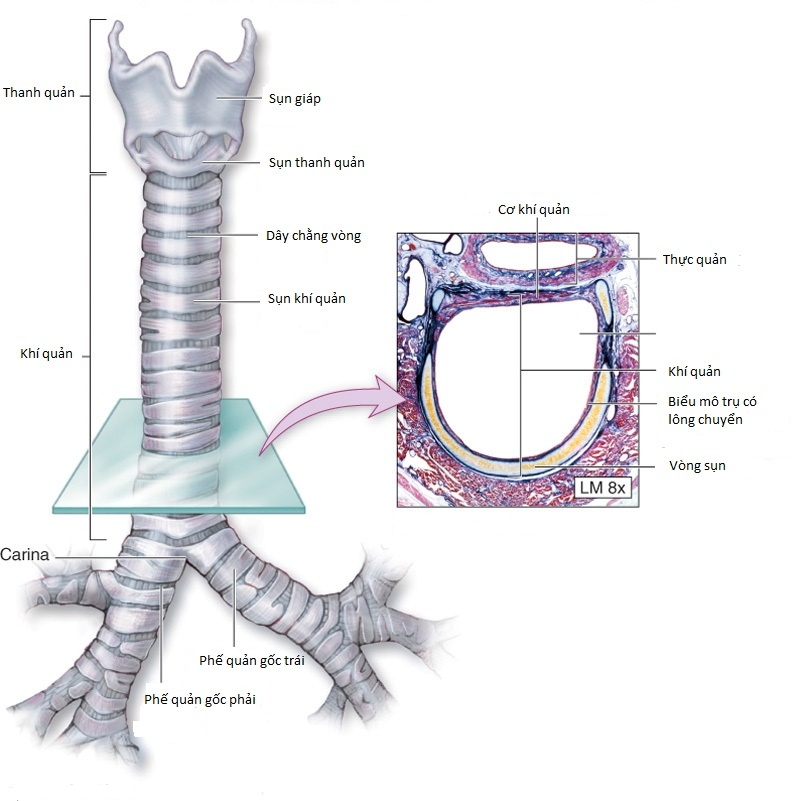 Thanh quản
Sụn giáp
Sụn thanh quản
Dây chằng vòng
Sụn khí quản
Khí quản
Carina
Phế quản gốc trái
Phế quản gốc phải
Cơ khí quản
Thực quản
Khí quản
Biểu mô trụ có
lông chuyển
Vòng sụn
LM 8x